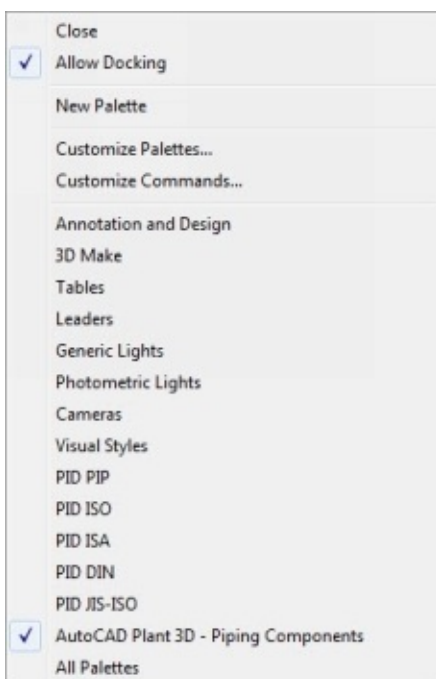 Close
Allow Docking
New Palette
Customize Palettes...
Customize Commands...
Annotation and Design
3D Make
Tables
Leaders
Generic Lights
Photometric Lights
Cameras
Visual Styles
PID PIP
PID ISO
PID ISA
PID DIN
PID JIS-ISO
AutoCAD Plant 3D - Piping Components
All Palettes